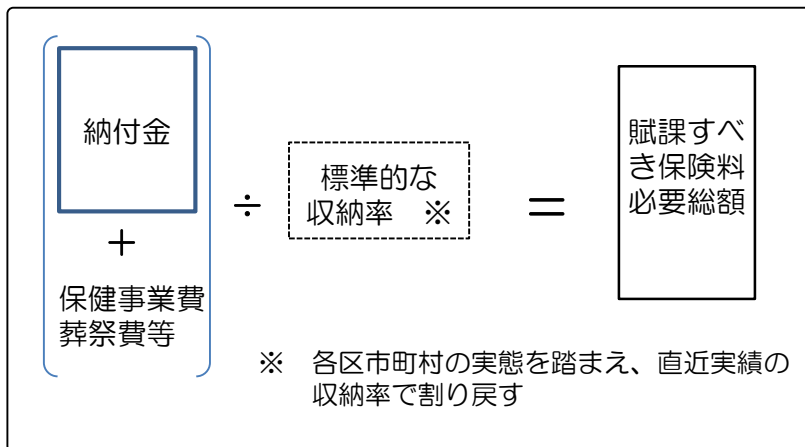 納付金
＋
保健事業費
葬祭費等
÷
標準的な
収納率　※
＝
賦課すべ
き保険料
必要総額
※　各区市町村の実態を踏まえ、直近実績の
収納率で割り戻す